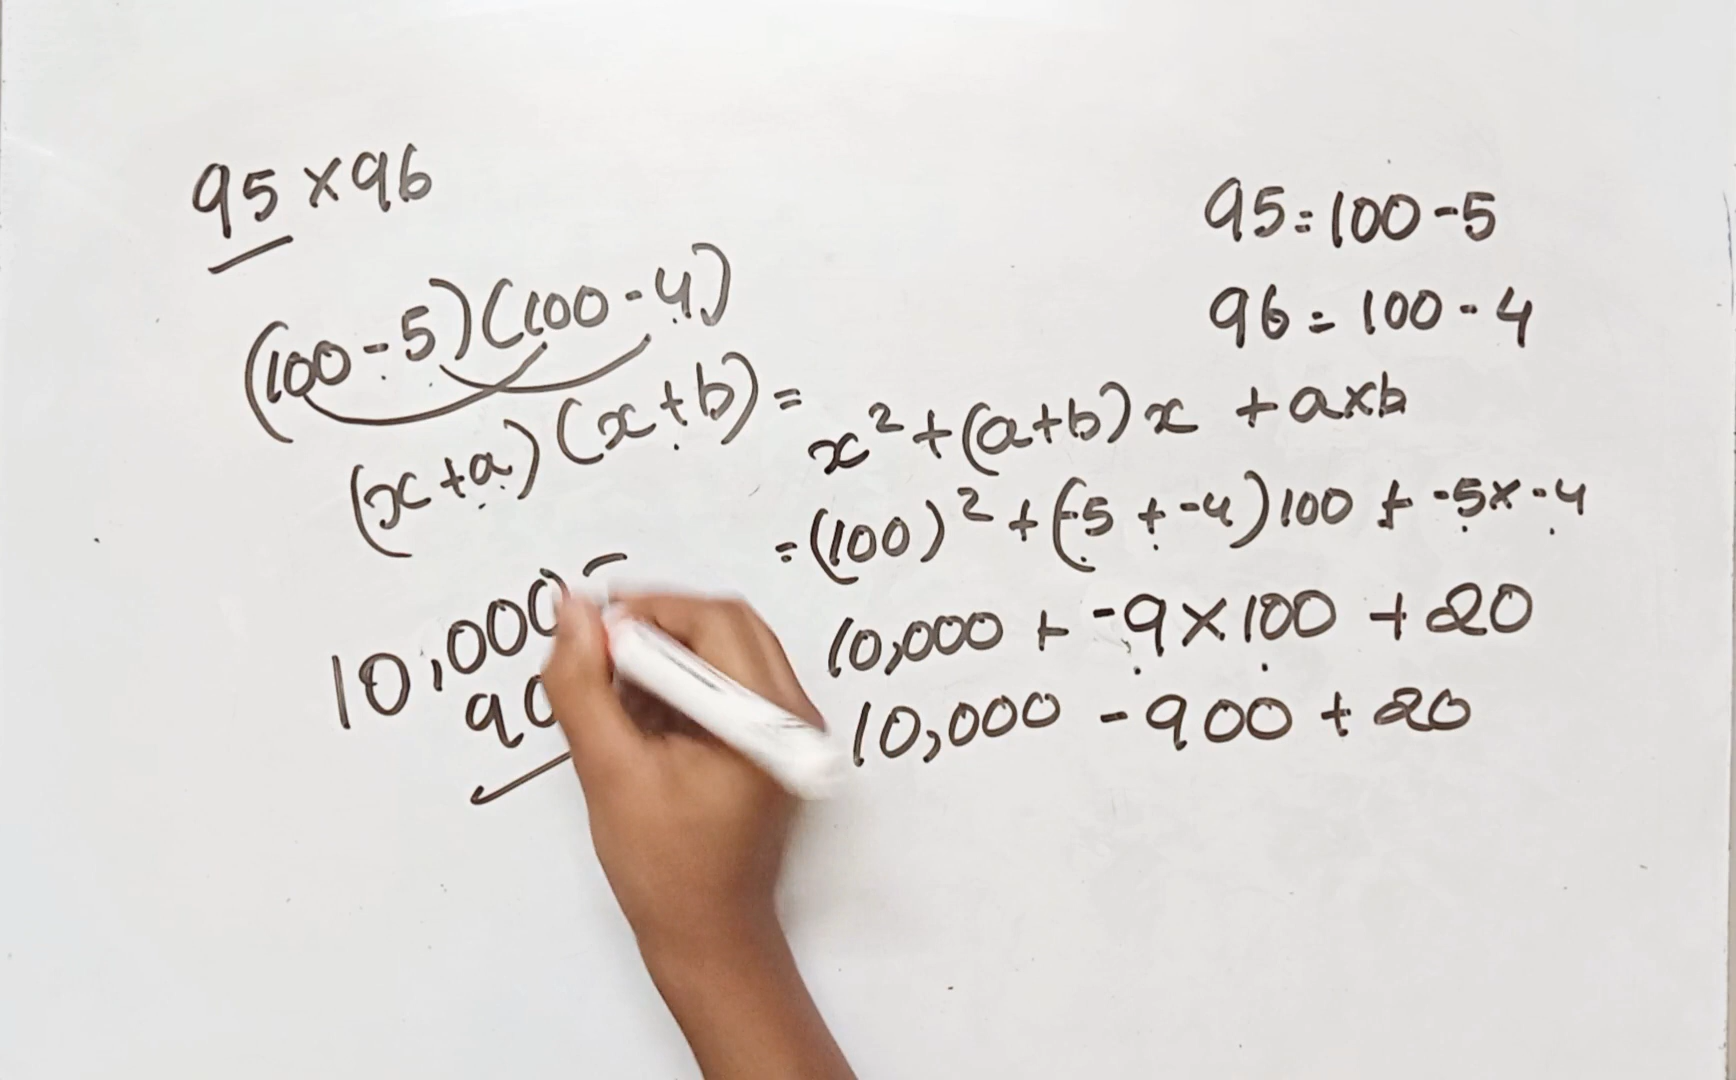 95 × 96
95 = 100 - 5
(100 - 5) (100 - 4)
96 = 100 - 4
(x + a) (x + b) = x² + (a + b) x + a × b
= (100)² + (-5 + -4) 100 + -5 × -4
10,000 + -9 × 100 + 20
10,000 - 900 + 20
10,000 -
90